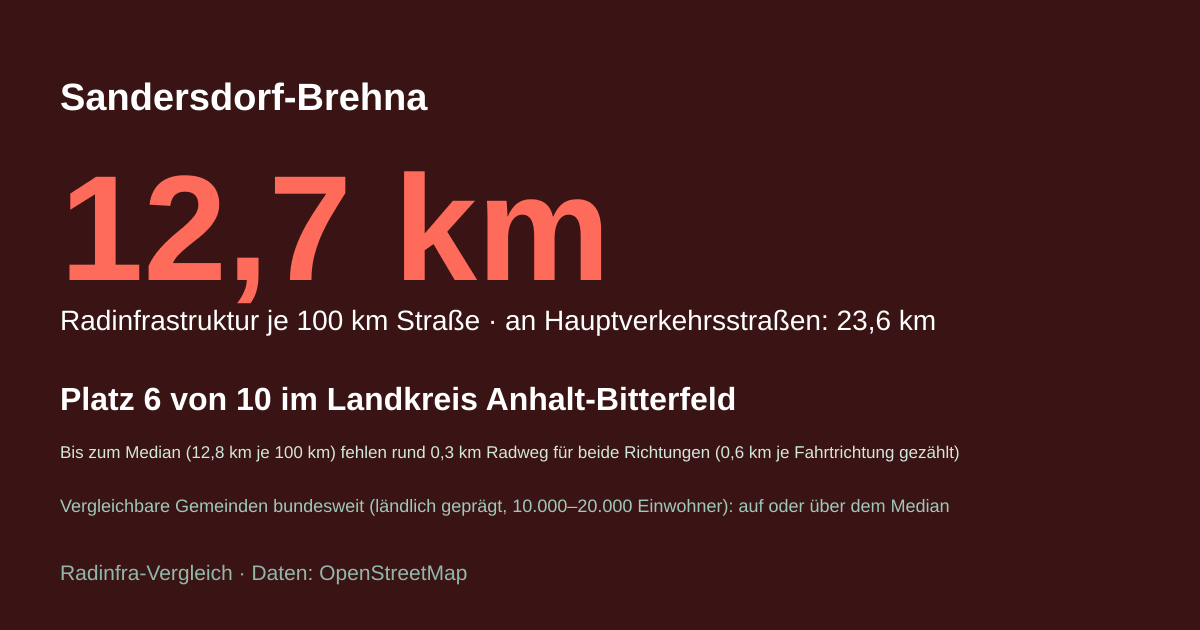 Sandersdorf-Brehna
12,7 km
Radinfrastruktur je 100 km Straße · an Hauptverkehrsstraßen: 23,6 km
Platz 6 von 10 im Landkreis Anhalt-Bitterfeld
Bis zum Median (12,8 km je 100 km) fehlen rund 0,3 km Radweg für beide Richtungen (0,6 km je Fahrtrichtung gezählt)
Vergleichbare Gemeinden bundesweit (ländlich geprägt, 10.000–20.000 Einwohner): auf oder über dem Median
Radinfra-Vergleich · Daten: OpenStreetMap